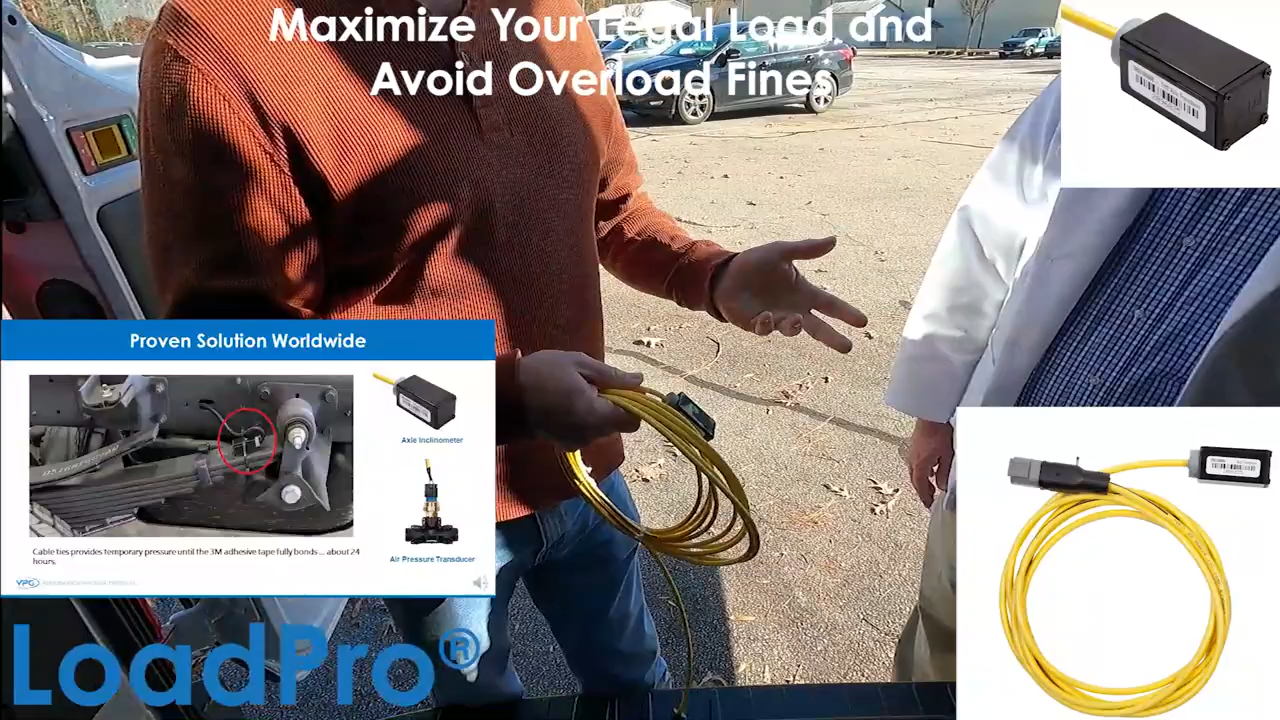 Maximize Your Legal Load and
Avoid Overload Fines
Proven Solution Worldwide
Axle Inclinometer
Air Pressure Transducer
Cable ties provides temporary pressure until the 3M adhesive tape fully bonds ... about 24
hours.
VPG
LoadPro®